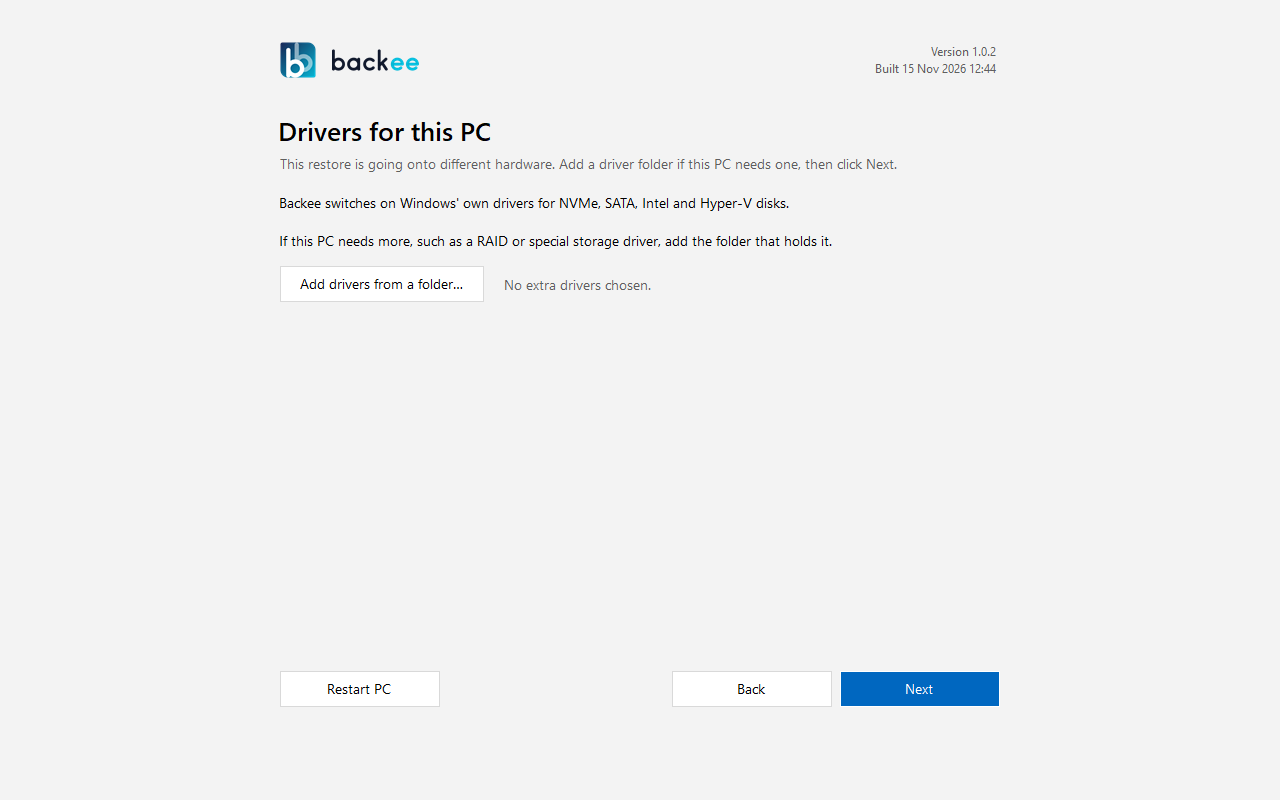 backee
Version 1.0.2
Built 15 Nov 2026 12:44
Drivers for this PC
This restore is going onto different hardware. Add a driver folder if this PC needs one, then click Next.
Backee switches on Windows' own drivers for NVMe, SATA, Intel and Hyper-V disks.
If this PC needs more, such as a RAID or special storage driver, add the folder that holds it.
Add drivers from a folder...
No extra drivers chosen.
Restart PC
Back
Next